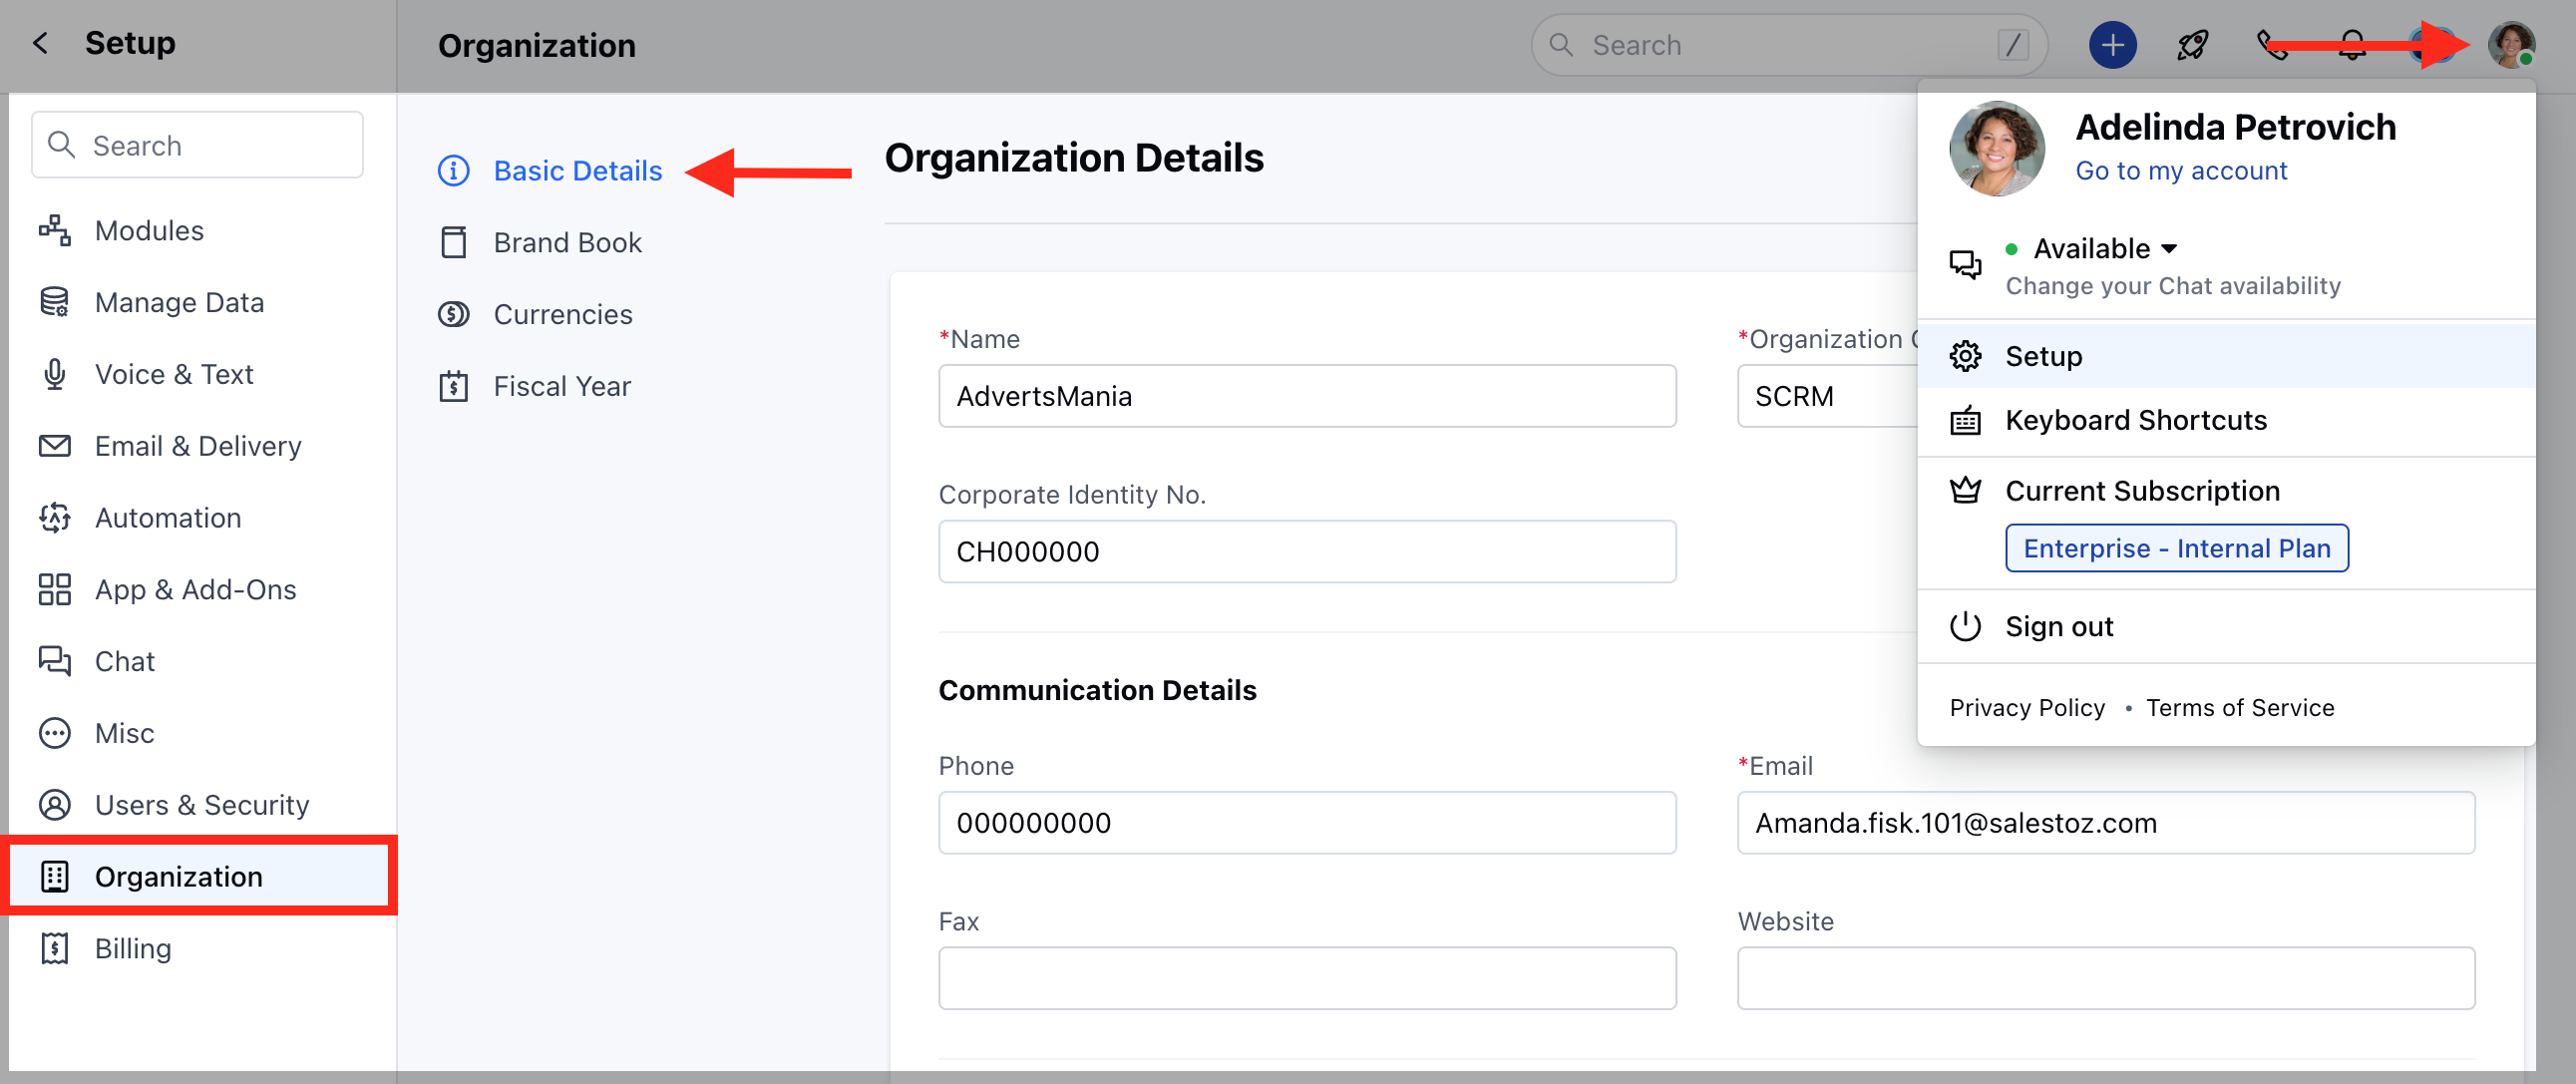 Setup
Organization
Search
/
Search
Modules
Manage Data
Voice & Text
Email & Delivery
Automation
App & Add-Ons
Chat
Misc
Users & Security
Organization
Billing
Basic Details
Brand Book
Currencies
Fiscal Year
Organization Details
*Name
AdvertsMania
*Organization
SCRM
Corporate Identity No.
CH000000
Communication Details
Phone
000000000
*Email
Amanda.fisk.101@salestoz.com
Fax
Website
Adelinda Petrovich
Go to my account
Available
Change your Chat availability
Setup
Keyboard Shortcuts
Current Subscription
Enterprise - Internal Plan
Sign out
Privacy Policy • Terms of Service